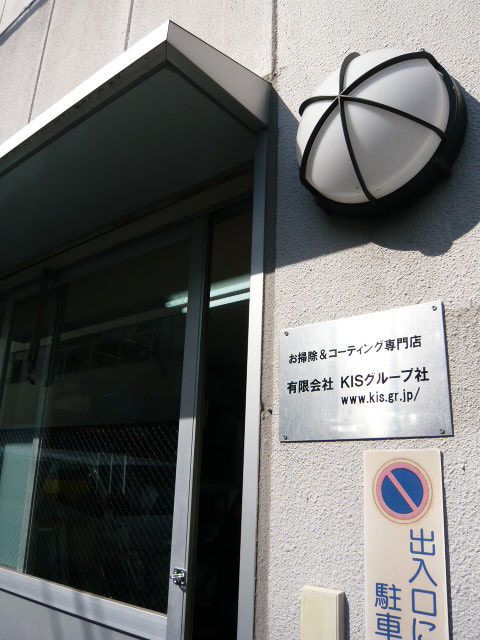 お掃除&コーティング専門店
有限会社 KISグループ社
www.kis.gr.jp/
出入口に
駐車